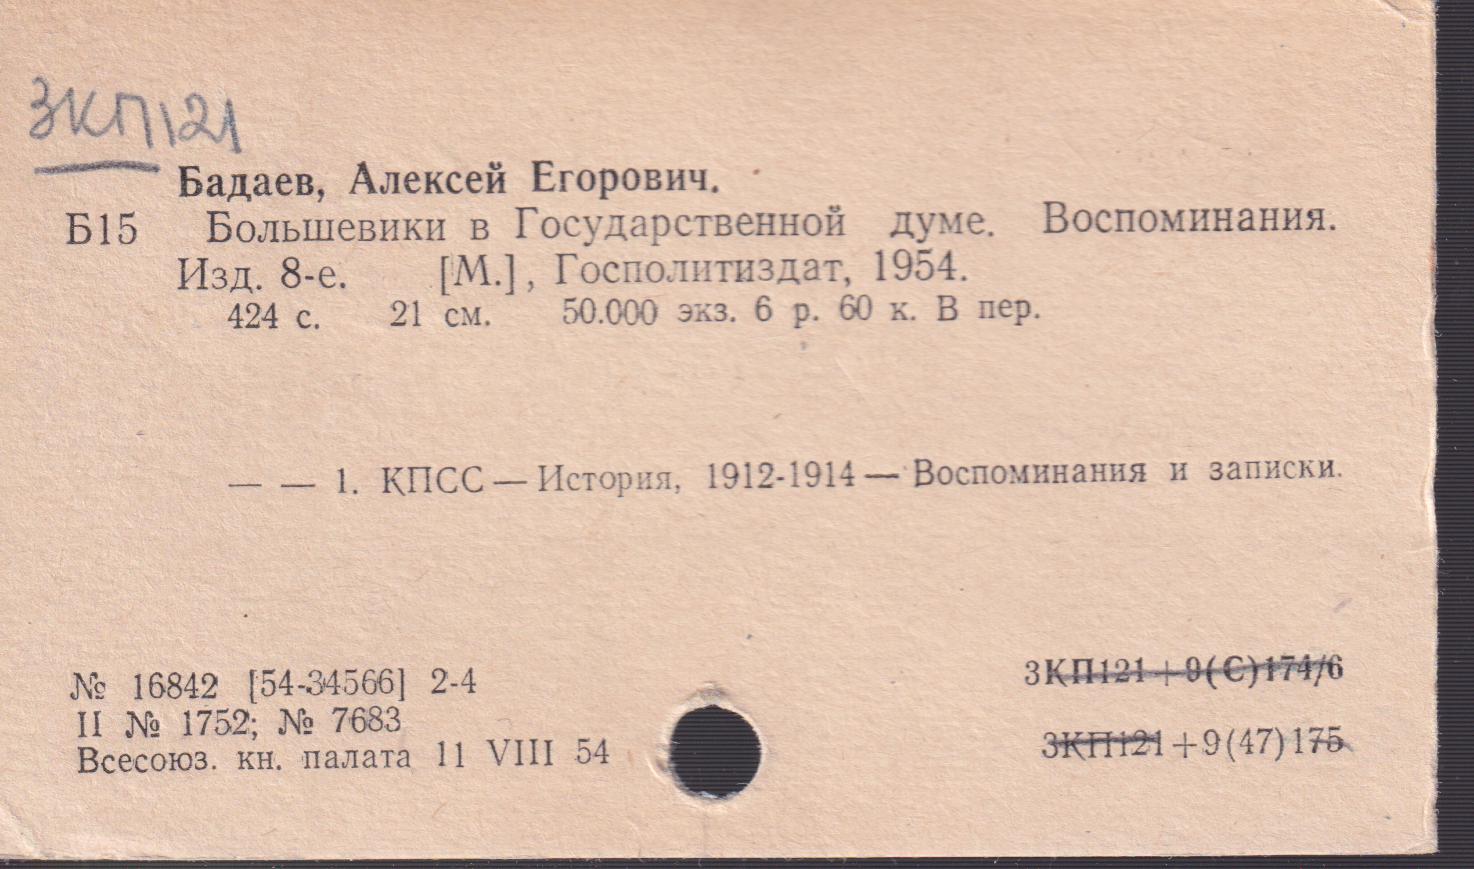 3КП121
Бадаев, Алексей Егорович.
Б15 Большевики в Государственной думе. Воспоминания.
Изд. 8-е. [М.], Госполитиздат, 1954.
424 с. 21 см. 50.000 экз. 6 р. 60 к. В пер.
— — 1. КПСС — История, 1912-1914 — Воспоминания и записки.
№ 16842 [54-34566] 2-4
3КП121+9(С)174/6
II № 1752; № 7683
3КП121+9(47)175
Всесоюз. кн. палата 11 VIII 54